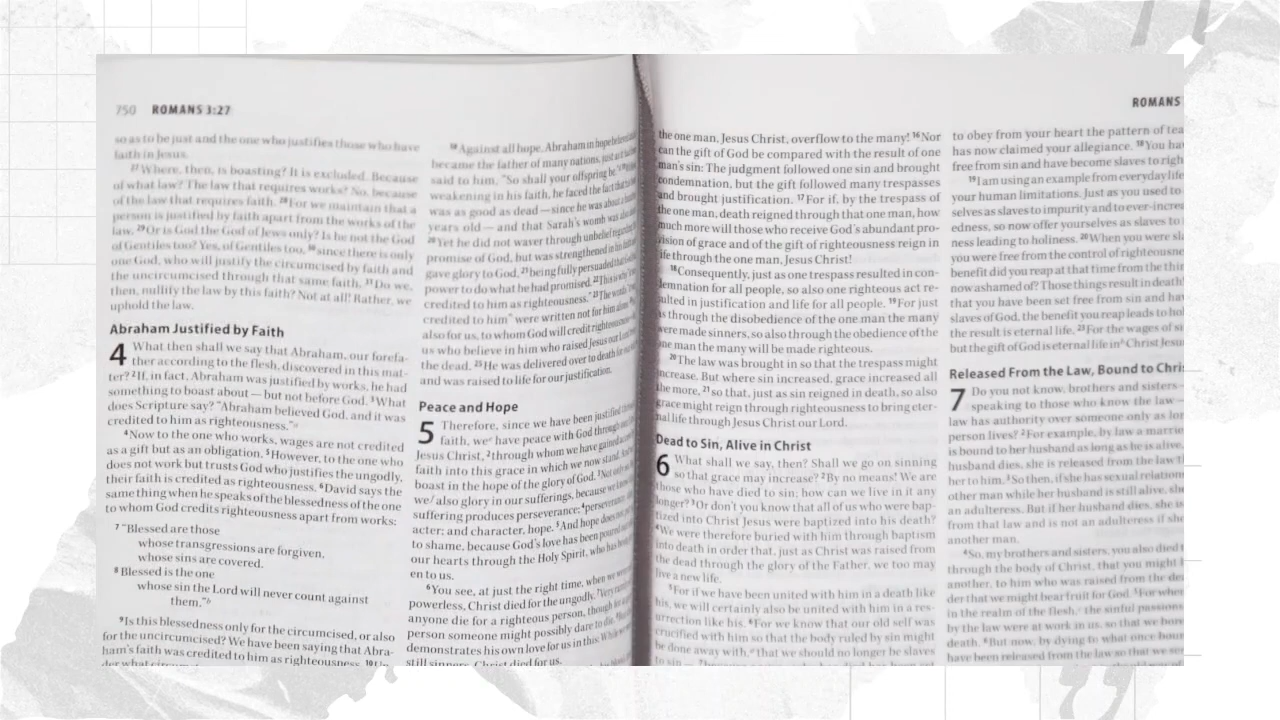 750 ROMANS 3:27
so as to be just and the one who justifies those who have
faith in Jesus.
27 Where, then, is boasting? It is excluded. Because
of what law? The law that requires works? No, because
of the law that requires faith. 28 For we maintain that a
person is justified by faith apart from the works of the
law. 29 Or is God the God of Jews only? Is he not the God
of Gentiles too? Yes, of Gentiles too, 30 since there is only
one God, who will justify the circumcised by faith and
the uncircumcised through that same faith. 31 Do we,
then, nullify the law by this faith? Not at all! Rather, we
uphold the law.
Abraham Justified by Faith
4 What then shall we say that Abraham, our forefa-
ther according to the flesh, discovered in this mat-
ter? 2 If, in fact, Abraham was justified by works, he had
something to boast about — but not before God. 3 What
does Scripture say? "Abraham believed God, and it was
credited to him as righteousness."a
4 Now to the one who works, wages are not credited
as a gift but as an obligation. 5 However, to the one who
does not work but trusts God who justifies the ungodly,
their faith is credited as righteousness. 6 David says the
same thing when he speaks of the blessedness of the one
to whom God credits righteousness apart from works:
7 "Blessed are those
whose transgressions are forgiven,
whose sins are covered.
8 Blessed is the one
whose sin the Lord will never count against
them."b
9 Is this blessedness only for the circumcised, or also
for the uncircumcised? We have been saying that Abra-
ham's faith was credited to him as righteousness. 10
18 Against all hope, Abraham in hope believed
became the father of many nations, just as
said to him, "So shall your offspring be."
weakening in his faith, he faced the fact that
was as good as dead — since he was about a
years old — and that Sarah's womb was also
20 Yet he did not waver through unbelief regarding
promise of God, but was strengthened in his faith
gave glory to God, 21 being fully persuaded that
power to do what he had promised. 22 This is why
credited to him as righteousness." 23 The words
credited to him" were written not for him alone,
also for us, to whom God will credit righteousness
us who believe in him who raised Jesus our Lord
the dead. 25 He was delivered over to death for
and was raised to life for our justification.
Peace and Hope
5 Therefore, since we have been justified
faith, we have peace with God through
Jesus Christ, 2 through whom we have gained
faith into this grace in which we now stand.
boast in the hope of the glory of God. 3 Not only
we also glory in our sufferings, because we know
suffering produces perseverance; 4 perseverance,
acter; and character, hope. 5 And hope does
to shame, because God's love has been poured
our hearts through the Holy Spirit, who has
en to us.
6 You see, at just the right time, when we were
powerless, Christ died for the ungodly. 7 Very
anyone die for a righteous person, though
person someone might possibly dare to die.
demonstrates his own love for us in this: While we
still sinners, Christ died for us.
ROMANS
the one man, Jesus Christ, overflow to the many! 16 Nor
can the gift of God be compared with the result of one
man's sin: The judgment followed one sin and brought
condemnation, but the gift followed many trespasses
and brought justification. 17 For if, by the trespass of
the one man, death reigned through that one man, how
much more will those who receive God's abundant pro-
vision of grace and of the gift of righteousness reign in
life through the one man, Jesus Christ!
18 Consequently, just as one trespass resulted in con-
demnation for all people, so also one righteous act re-
sulted in justification and life for all people. 19 For just
as through the disobedience of the one man the many
were made sinners, so also through the obedience of the
one man the many will be made righteous.
20 The law was brought in so that the trespass might
increase. But where sin increased, grace increased all
the more, 21 so that, just as sin reigned in death, so also
grace might reign through righteousness to bring eter-
nal life through Jesus Christ our Lord.
Dead to Sin, Alive in Christ
6 What shall we say, then? Shall we go on sinning
so that grace may increase? 2 By no means! We are
those who have died to sin; how can we live in it any
longer? 3 Or don't you know that all of us who were bap-
tized into Christ Jesus were baptized into his death?
4 We were therefore buried with him through baptism
into death in order that, just as Christ was raised from
the dead through the glory of the Father, we too may
live a new life.
5 For if we have been united with him in a death like
his, we will certainly also be united with him in a res-
urrection like his. 6 For we know that our old self was
crucified with him so that the body ruled by sin might
be done away with, that we should no longer be slaves
to sin —
to obey from your heart the pattern of tea
has now claimed your allegiance. 18 You ha
free from sin and have become slaves to righ
19 I am using an example from everyday life
your human limitations. Just as you used to
selves as slaves to impurity and to ever-incre
edness, so now offer yourselves as slaves to
ness leading to holiness. 20 When you were sla
you were free from the control of righteousne
benefit did you reap at that time from the thin
now ashamed of? Those things result in death!
that you have been set free from sin and ha
slaves of God, the benefit you reap leads to hol
the result is eternal life. 23 For the wages of si
but the gift of God is eternal life in Christ Jesu
Released From the Law, Bound to Chri
7 Do you not know, brothers and sisters—
speaking to those who know the law—
law has authority over someone only as lon
person lives? 2 For example, by law a marrie
is bound to her husband as long as he is alive,
husband dies, she is released from the law t
her to him. 3 So then, if she has sexual relation
other man while her husband is still alive, she
an adulteress. But if her husband dies, she is
from that law and is not an adulteress if she
another man.
4 So, my brothers and sisters, you also died t
through the body of Christ, that you might
another, to him who was raised from the dea
der that we might bear fruit for God. 5 For when
in the realm of the flesh, the sinful passions
by the law were at work in us, so that we bore
death. 6 But now, by dying to what once boun
have been released from the law so that we se